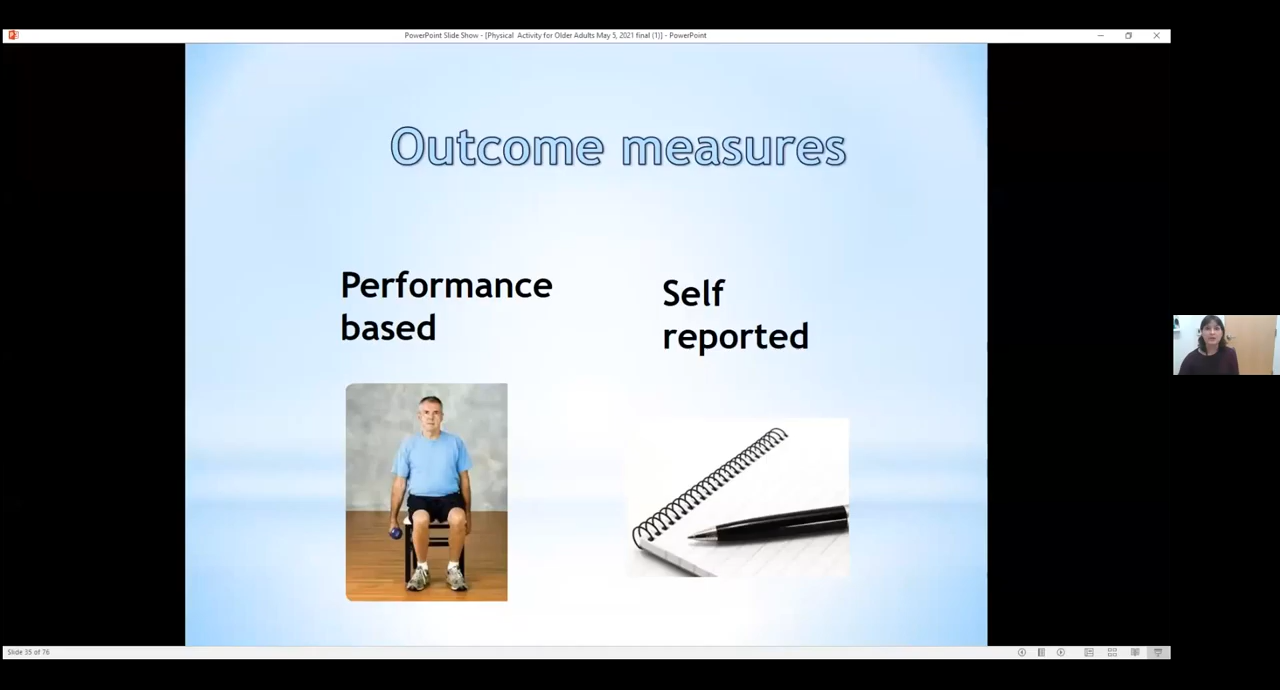 PowerPoint Slide Show - [Physical Activity for Older Adults May 5, 2021 final (1)] - PowerPoint
Outcome measures
Performance
based
Self
reported
Slide 35 of 76